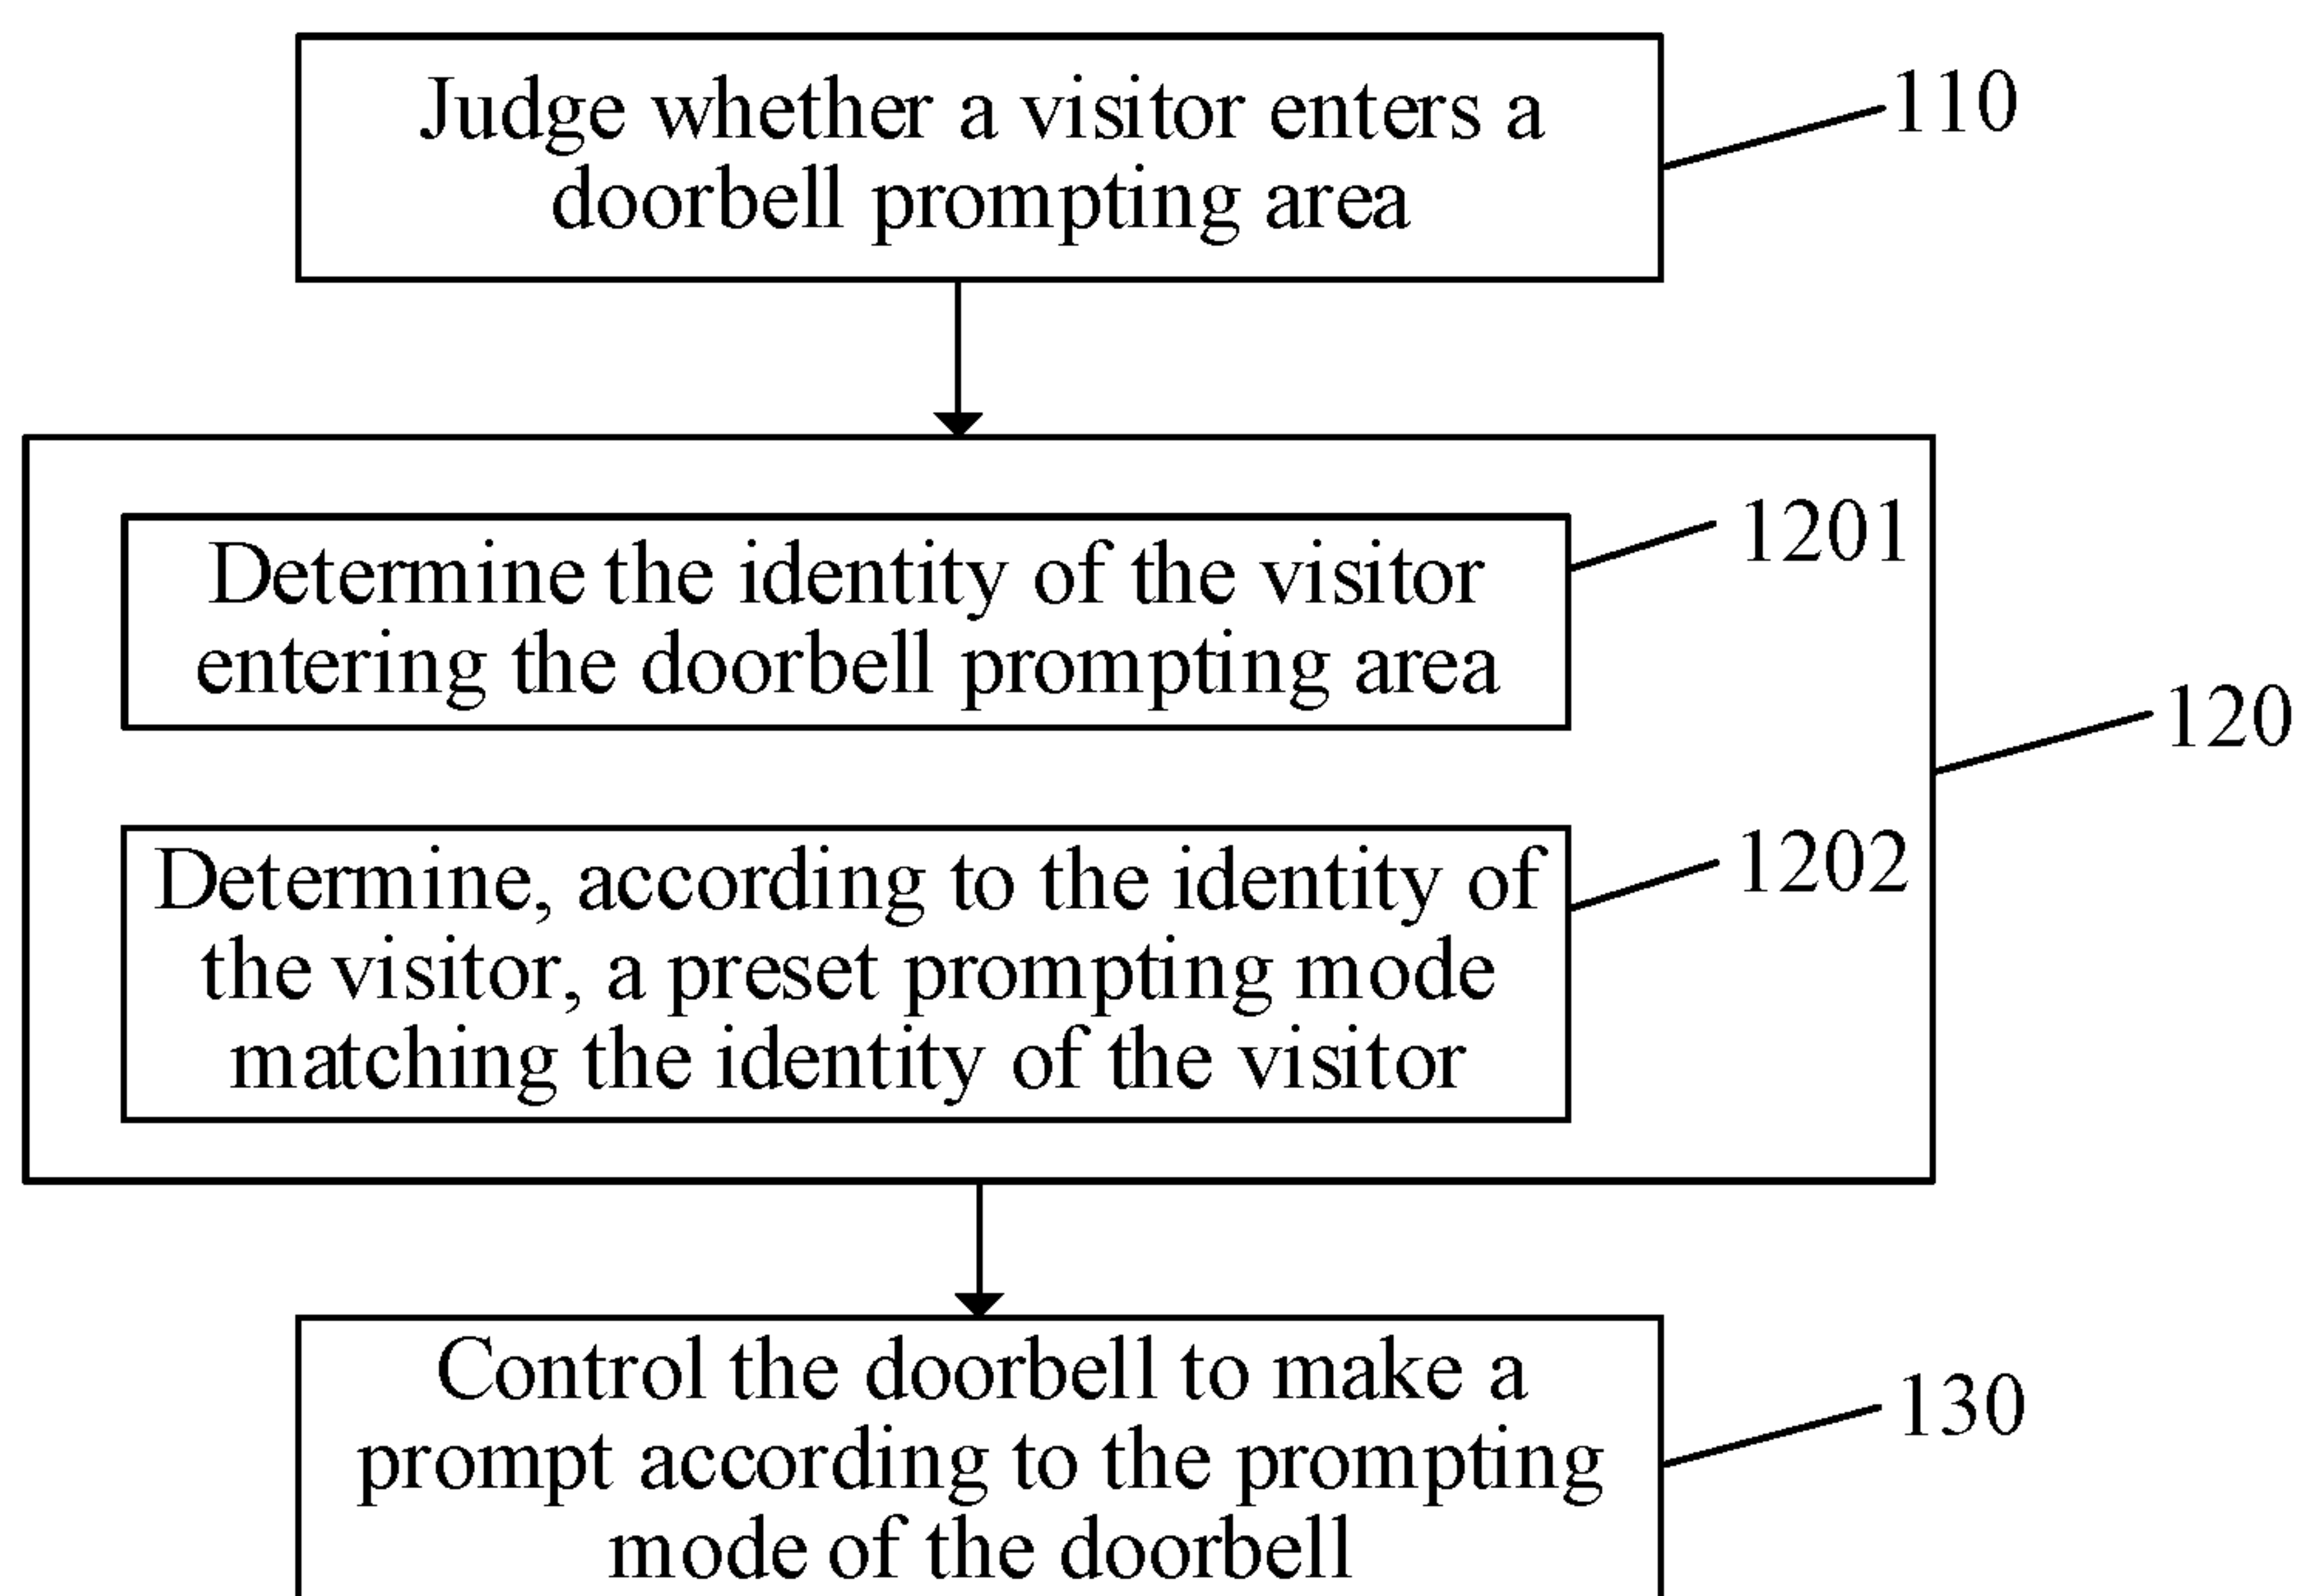 Judge whether a visitor enters a
doorbell prompting area
110
Determine the identity of the visitor
entering the doorbell prompting area
1201
120
Determine, according to the identity of
the visitor, a preset prompting mode
matching the identity of the visitor
1202
Control the doorbell to make a
prompt according to the prompting
mode of the doorbell
130